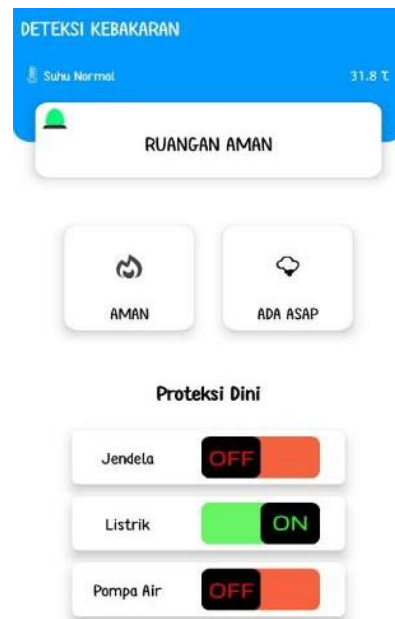 DETEKSI KEBAKARAN
Suhu Normal 31.8 ℃
RUANGAN AMAN
AMAN ADA ASAP
Proteksi Dini
Jendela OFF
Listrik ON
Pompa Air OFF